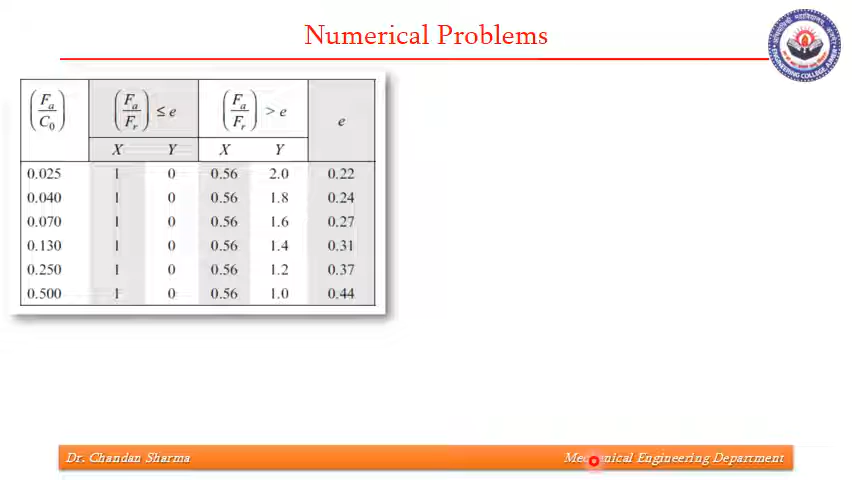 Numerical Problems
(Fa/C0) (Fa/Fr) ≤ e (Fa/Fr) > e e
X Y X Y
0.025 1 0 0.56 2.0 0.22
0.040 1 0 0.56 1.8 0.24
0.070 1 0 0.56 1.6 0.27
0.130 1 0 0.56 1.4 0.31
0.250 1 0 0.56 1.2 0.37
0.500 1 0 0.56 1.0 0.44
Dr. Chandan Sharma
Mechanical Engineering Department